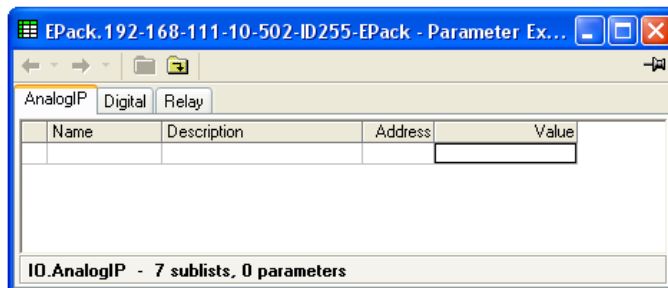 EPack.192-168-111-10-502-ID255-EPack - Parameter Ex...
AnalogIP Digital Relay
Name Description Address Value
IO.AnalogIP - 7 sublists, 0 parameters